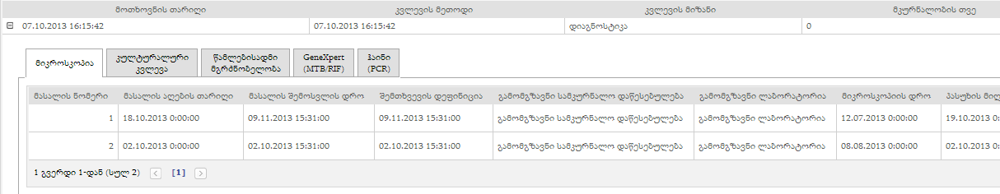 მოთხოვნის თარიღი კვლევის მეთოდი კვლევის მიზანი მკურნალობის თვე
07.10.2013 16:15:42 07.10.2013 16:15:42 დიაგნოსტიკა 0
მიკროსკოპია კულტურალური კვლევა წამლებისადმი მგრძნობელობა GeneXpert (MTB/RIF) ჰაინი (PCR)
მასალის ნომერი მასალის აღების თარიღი მასალის შემოსვლის დრო შემთხვევის დეფინიცია გამომგზავნი სამკურნალო დაწესებულება გამომგზავნი ლაბორატორია მიკროსკოპიის დრო პასუხის მიღ
1 18.10.2013 0:00:00 09.11.2013 15:31:00 09.11.2013 15:31:00 გამომგზავნი სამკურნალო დაწესებულება გამომგზავნი ლაბორატორია 12.07.2013 0:00:00 19.10.2013 0:
2 02.10.2013 0:00:00 02.10.2013 15:31:00 02.10.2013 15:31:00 გამომგზავნი სამკურნალო დაწესებულება გამომგზავნი ლაბორატორია 08.08.2013 0:00:00 02.10.2013 0:
1 გვერდი 1-დან (სულ 2) [1]